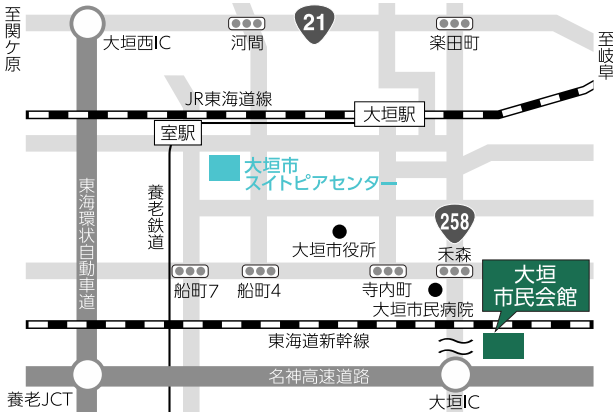 至関ケ原
大垣西IC
河間
21
楽田町
至岐阜
JR東海道線
大垣駅
室駅
大垣市
スイトピアセンター
東海環状自動車道
養老鉄道
258
大垣市役所
禾森
船町7
船町4
寺内町
大垣市民病院
大垣
市民会館
東海道新幹線
名神高速道路
養老JCT
大垣IC